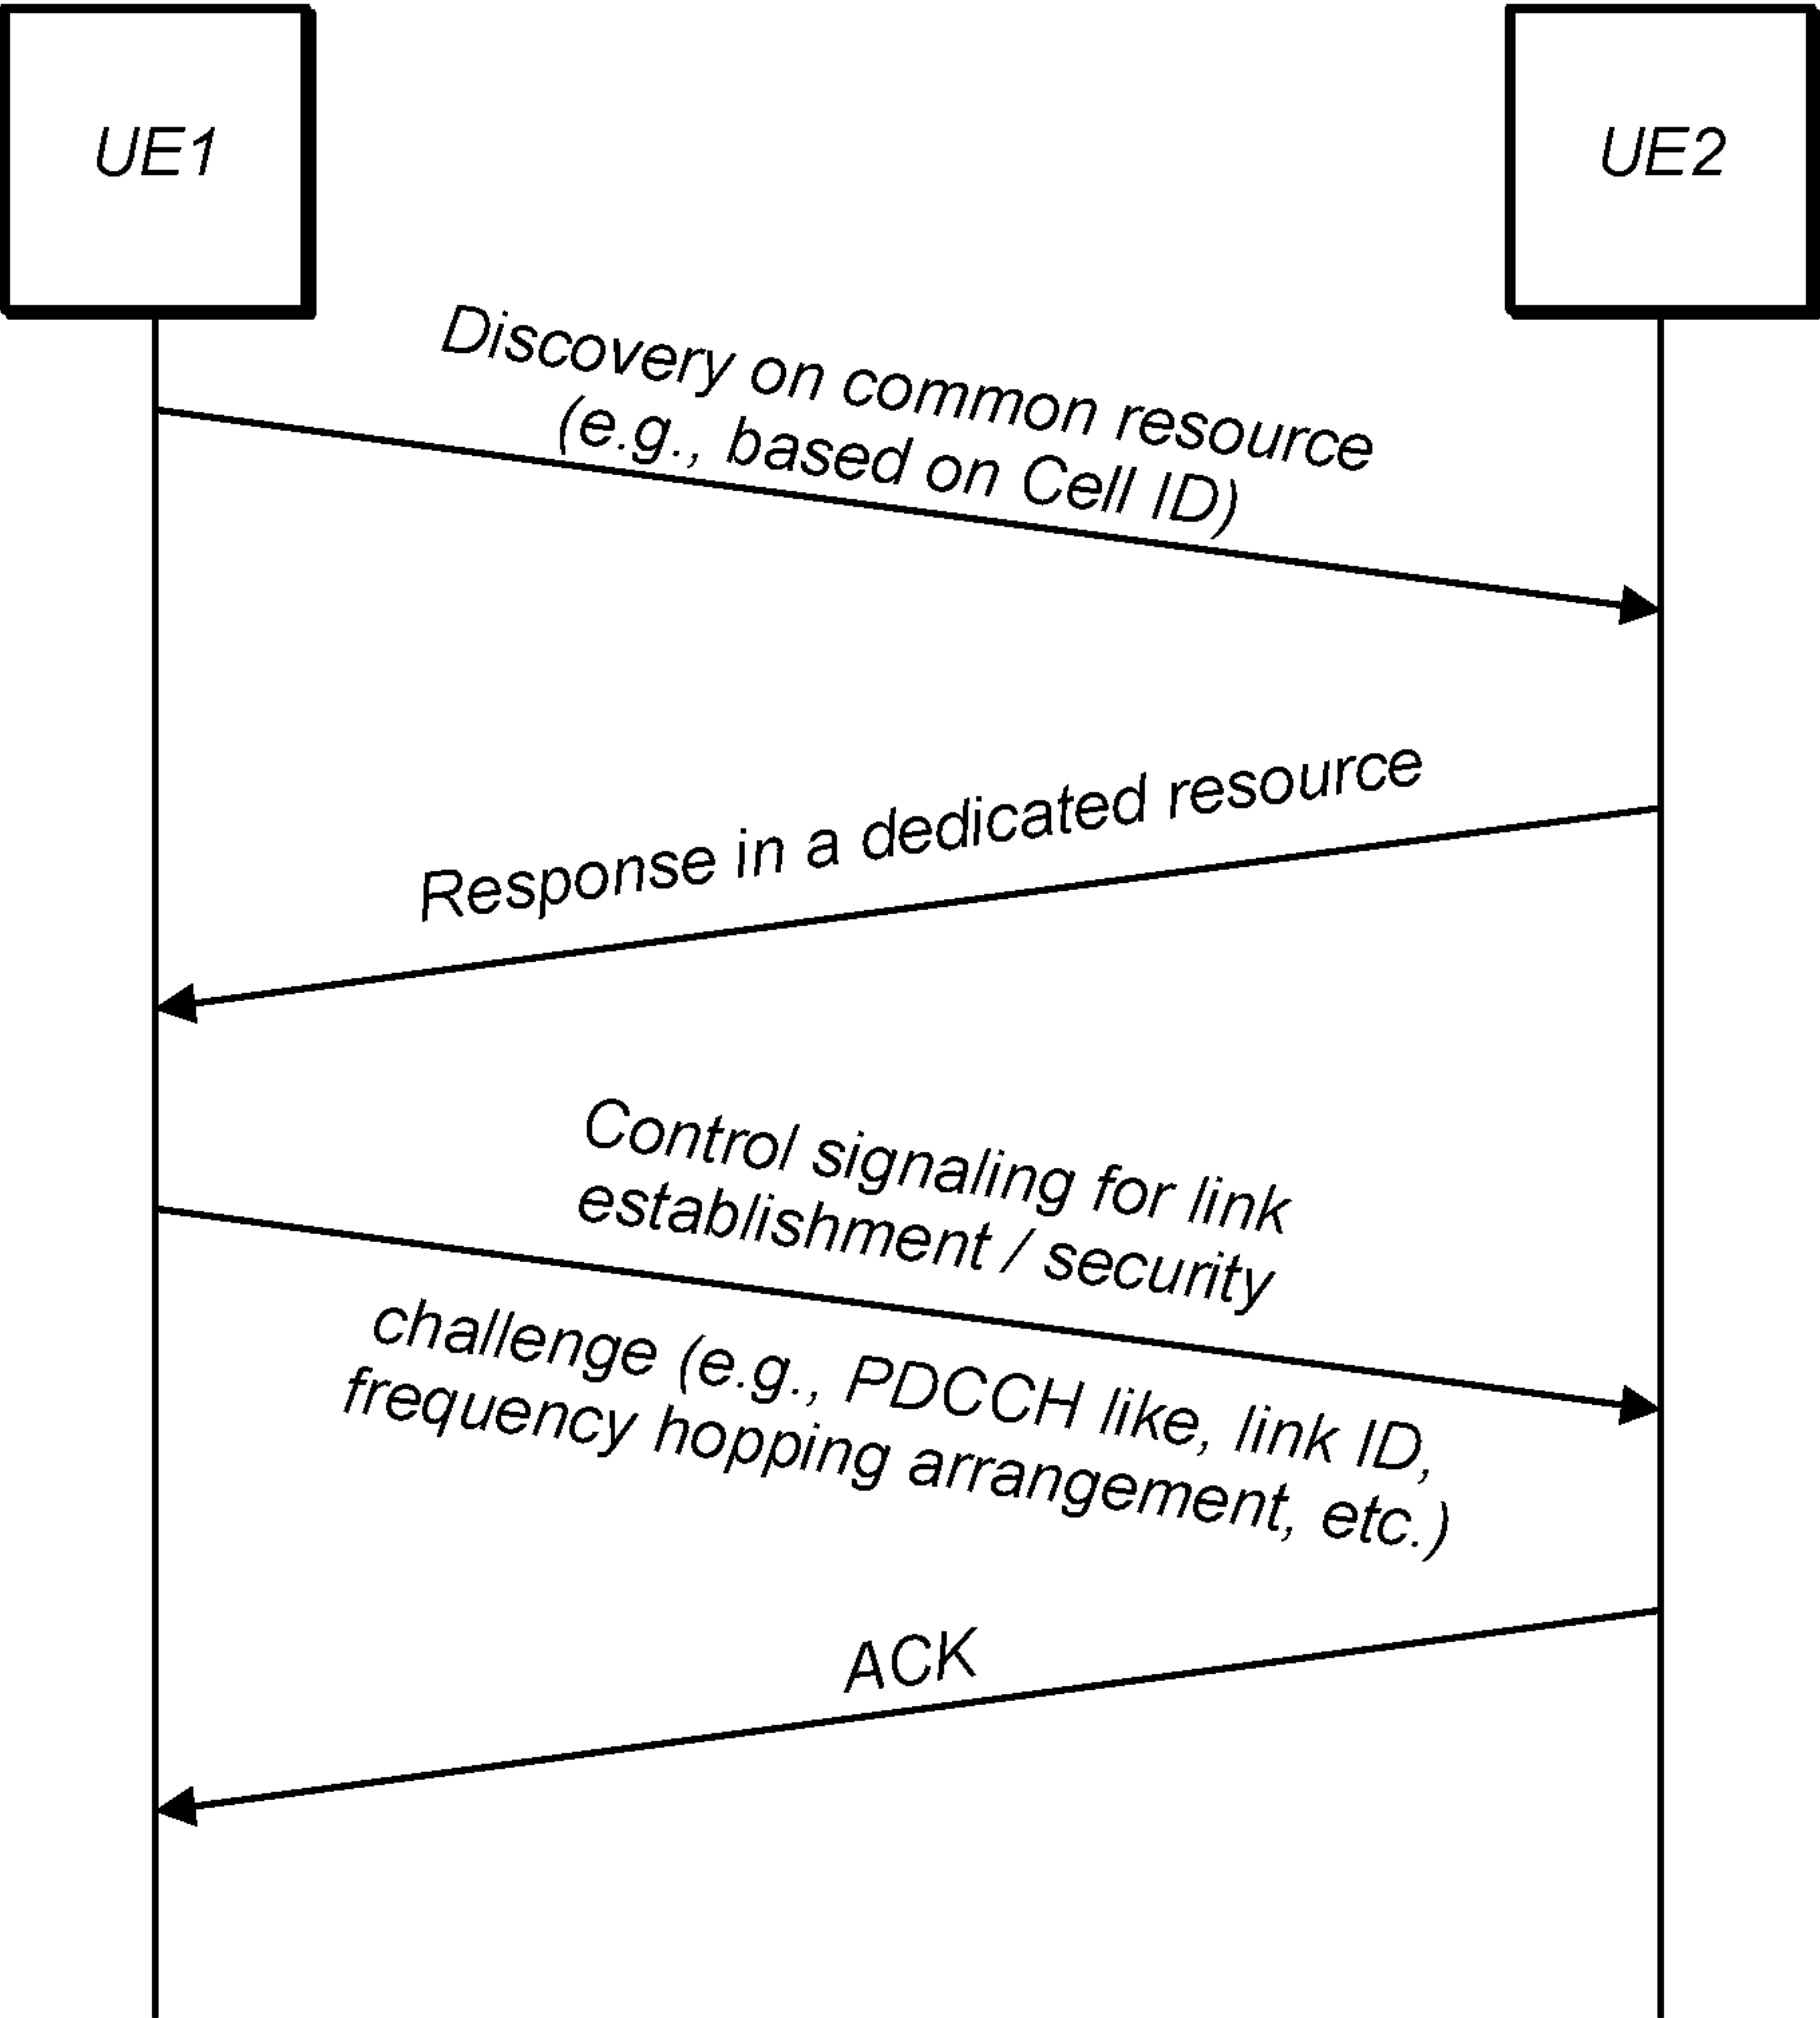 UE1
UE2
Discovery on common resource
(e.g., based on Cell ID)
Response in a dedicated resource
Control signaling for link
establishment / security
challenge (e.g., PDCCH like, link ID,
frequency hopping arrangement, etc.)
ACK